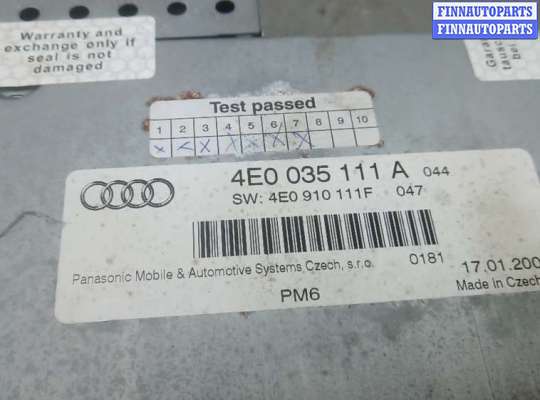 FINNAUTOPARTS
FINNAUTOPARTS
Warranty and
exchange only if
seal is not
damaged
Test passed
1 2 3 4 5 6 7 8 9 10
x x x x x x x
4E0 035 111 A 044
SW: 4E0 910 111F 047
Panasonic Mobile & Automotive Systems Czech, s.r.o. 0181 17.01.200
PM6 Made in Czech